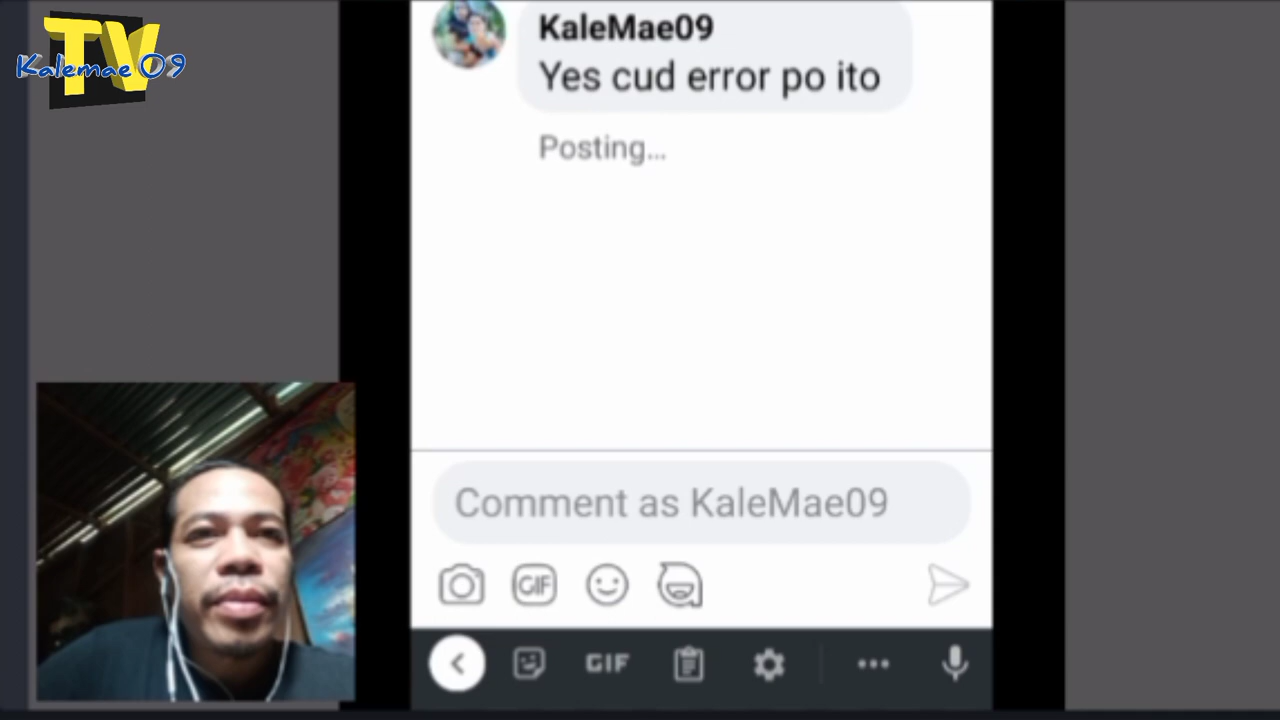 TV
Kalemae 09
KaleMae09
Yes cud error po ito
Posting...
Comment as KaleMae09
GIF
GIF